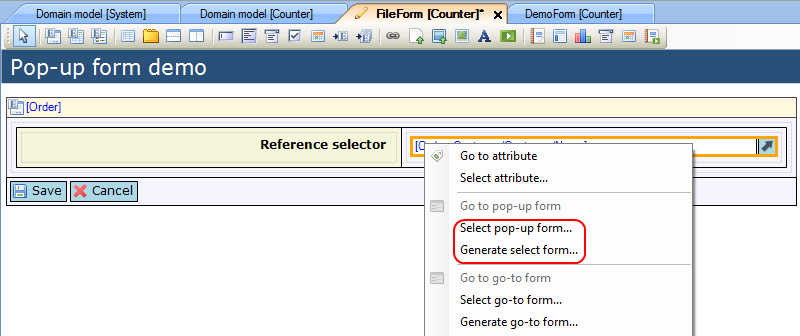 Domain model [System]
Domain model [Counter]
FileForm [Counter]*
DemoForm [Counter]
Pop-up form demo
[Order]
Reference selector
Go to attribute
Select attribute...
Go to pop-up form
Select pop-up form...
Generate select form...
Go to go-to form
Select go-to form...
Generate go-to form...
Save
Cancel